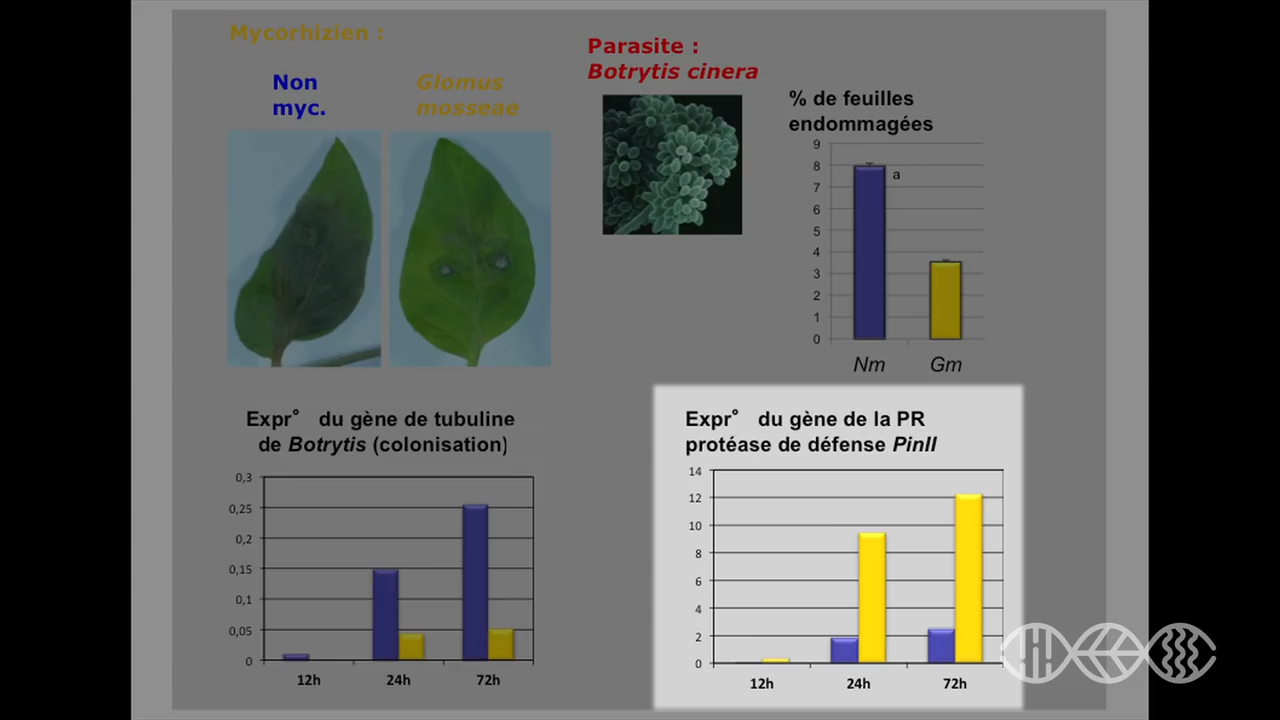 Mycorhizien :
Non
myc.
Glomus
mosseae
Parasite :
Botrytis cinera
% de feuilles
endommagées
9
8
7
6
5
4
3
2
1
0
a
Nm
Gm
Expr° du gène de tubuline
de Botrytis (colonisation)
0,3
0,25
0,2
0,15
0,1
0,05
0
12h
24h
72h
Expr° du gène de la PR
protéase de défense PinII
14
12
10
8
6
4
2
0
12h
24h
72h